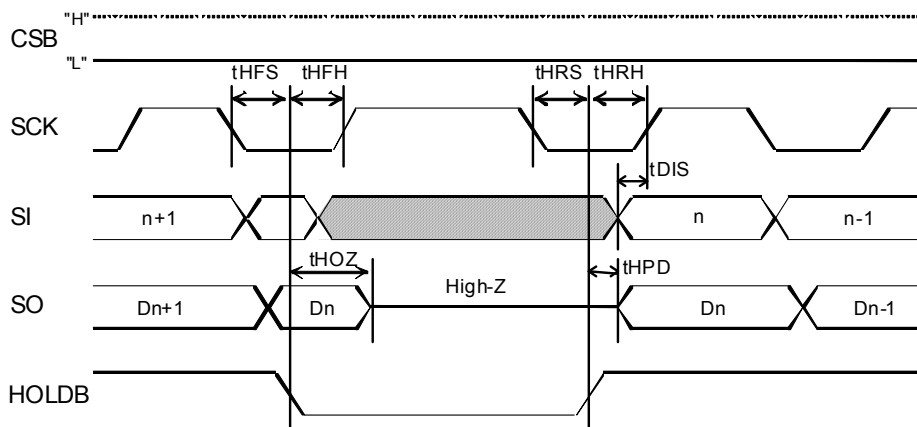 "H"
CSB
"L"
tHFS tHFH tHRS tHRH
SCK
tDIS
SI n+1 n n-1
tHOZ High-Z tHPD
SO Dn+1 Dn Dn Dn-1
HOLDB